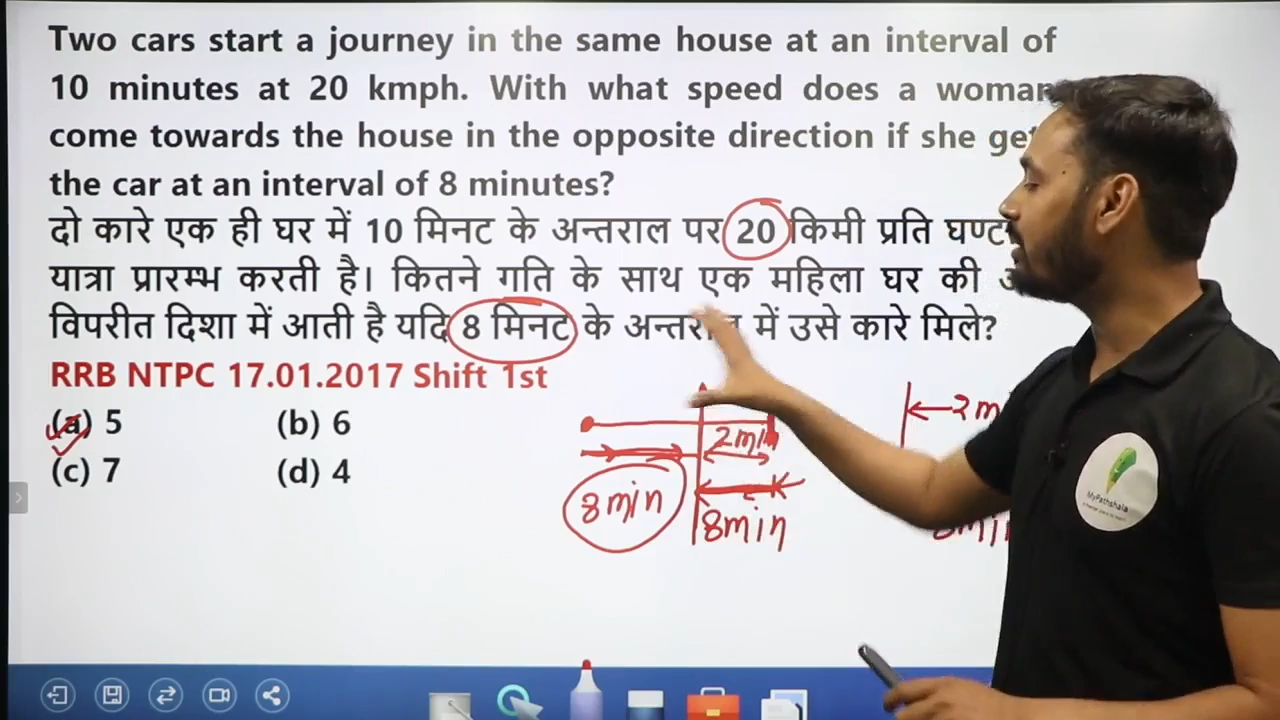 Two cars start a journey in the same house at an interval of
10 minutes at 20 kmph. With what speed does a woman
come towards the house in the opposite direction if she
the car at an interval of 8 minutes?
दो कारे एक ही घर में 10 मिनट के अन्तराल पर 20 किमी प्रति
यात्रा प्रारम्भ करती है। कितने गति के साथ एक महिला घर की
विपरीत दिशा में आती है यदि 8 मिनट के अन्तराल में उसे कारे मिले?
RRB NTPC 17.01.2017 Shift 1st
(a) 5 (b) 6
(c) 7 (d) 4
2min
2m
8min
8min
MyPathshala